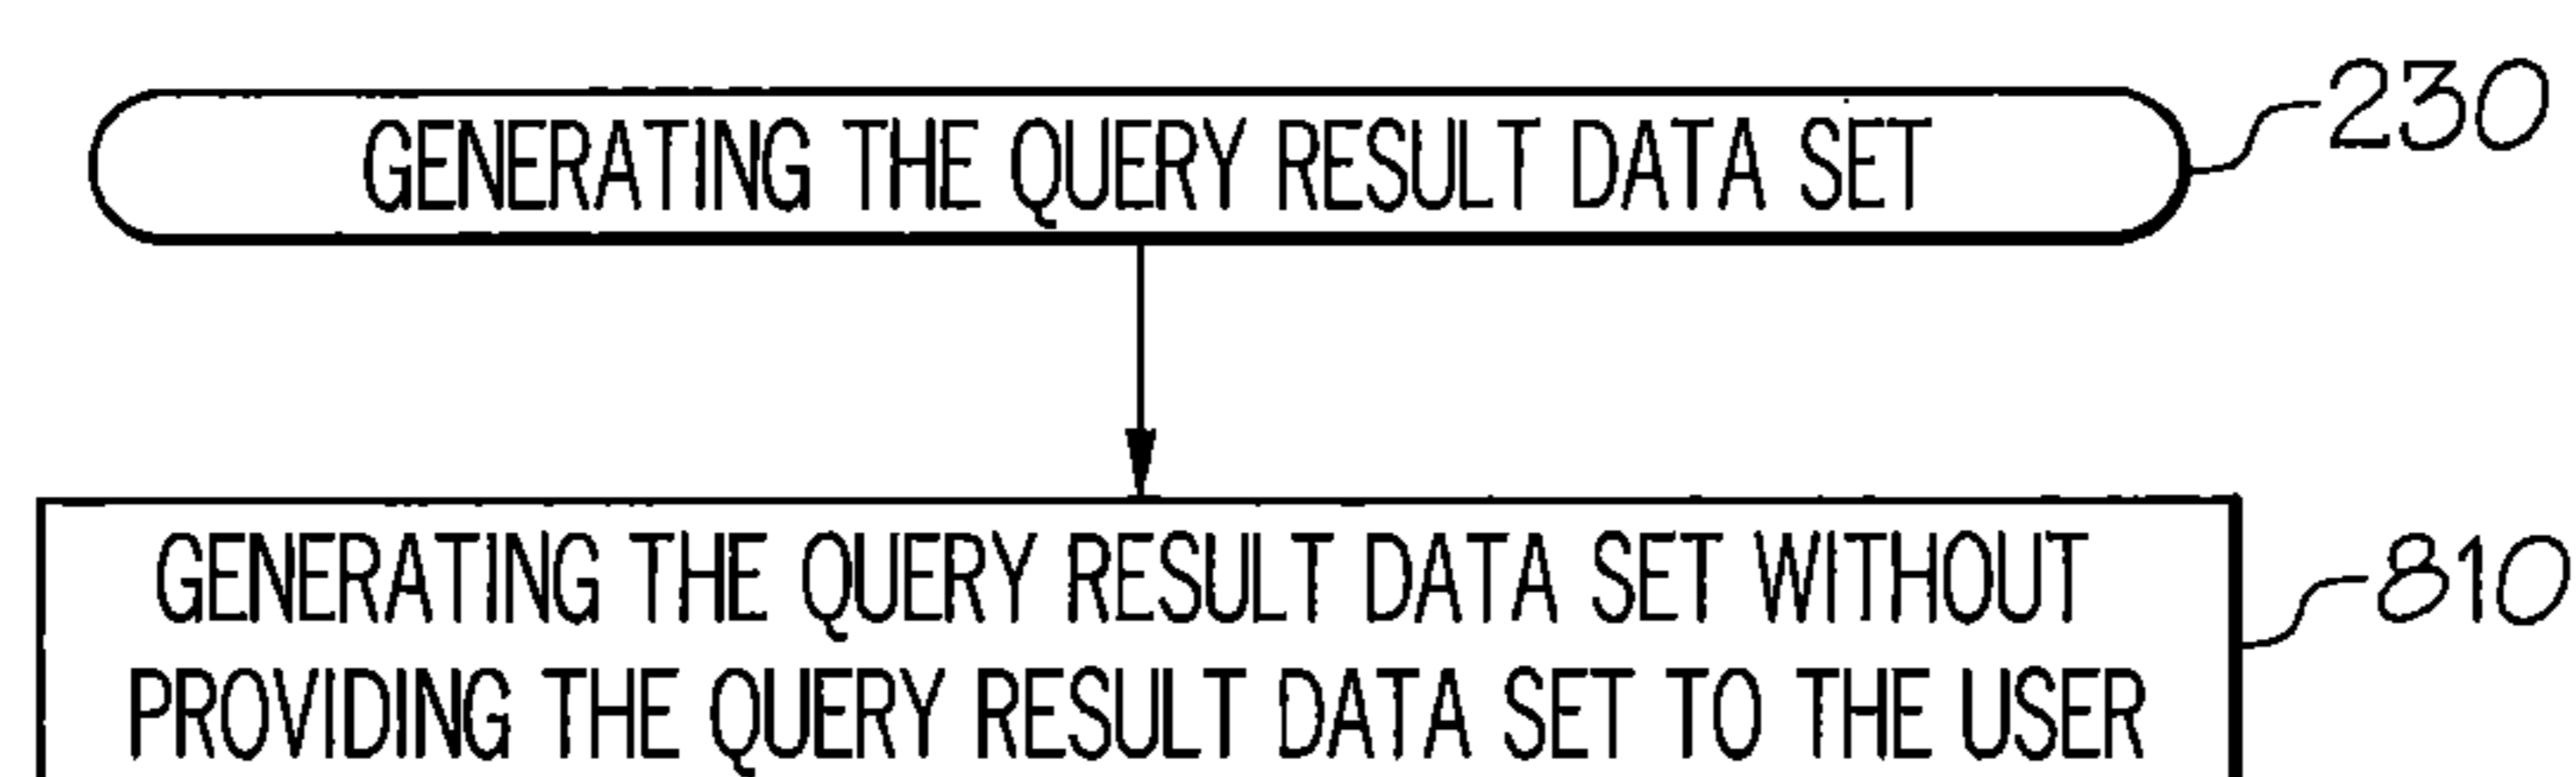 GENERATING THE QUERY RESULT DATA SET
230
GENERATING THE QUERY RESULT DATA SET WITHOUT
810
PROVIDING THE QUERY RESULT DATA SET TO THE USER